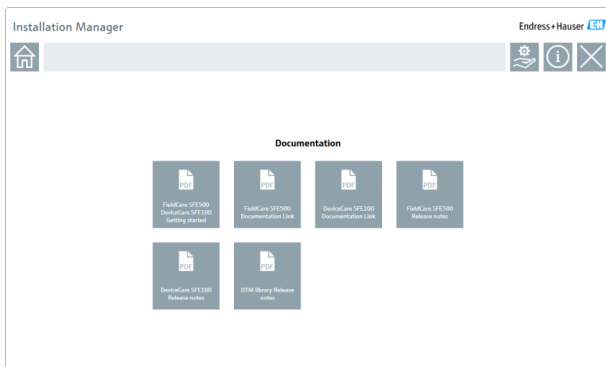 Installation Manager
Endress+Hauser EH
Documentation
PDF
PDF
PDF
PDF
FieldCare SFE500
DeviceCare SFE100
Getting started
FieldCare SFE500
Documentation Link
DeviceCare SFE100
Documentation Link
FieldCare SFE500
Release notes
PDF
PDF
DeviceCare SFE100
Release notes
DTM library Release
notes